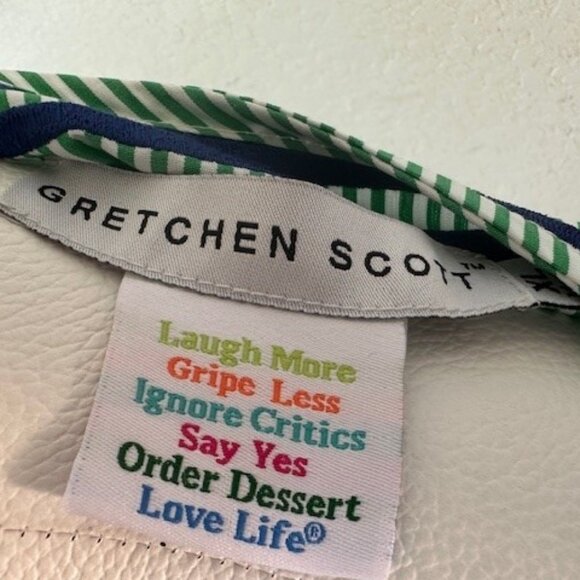 GRETCHEN SCOTT™
Laugh More
Gripe Less
Ignore Critics
Say Yes
Order Dessert
Love Life®